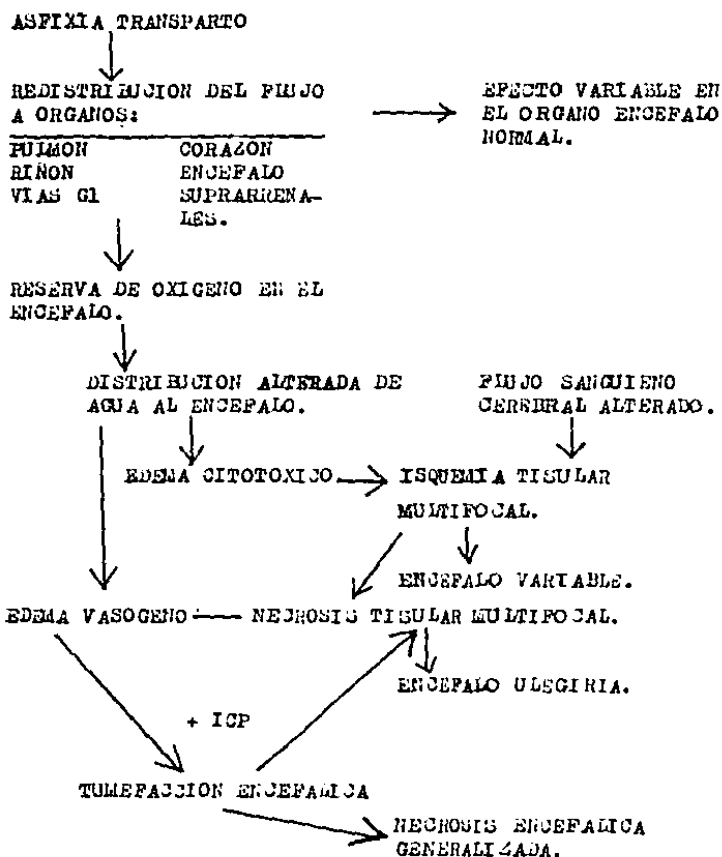 ASFIXIA TRANSPARTO
REDISTRIBUCION DEL FLUJO
A ORGANOS:
EFECTO VARIABLE EN
EL ORGANO ENCEFALO
NORMAL.
PULMON CORAZON
RIÑON ENCEFALO
VIAS G1 SUPRARRENA-
LES.
RESERVA DE OXIGENO EN EL
ENCEFALO.
DISTRIBUCION ALTERADA DE
AGUA AL ENCEFALO.
FLUJO SANGUIENO
CEREBRAL ALTERADO.
EDEMA CITOTOXICO
ISQUEMIA TISULAR
MULTIFOCAL.
ENCEFALO VARIABLE.
EDEMA VASOGENO NECROSIS TISULAR MULTIFOCAL.
ENCEFALO ULEGIRIA.
+ ICP
TUMEFACCION ENCEFALICA
NECROSIS ENCEFALICA
GENERALIZADA.